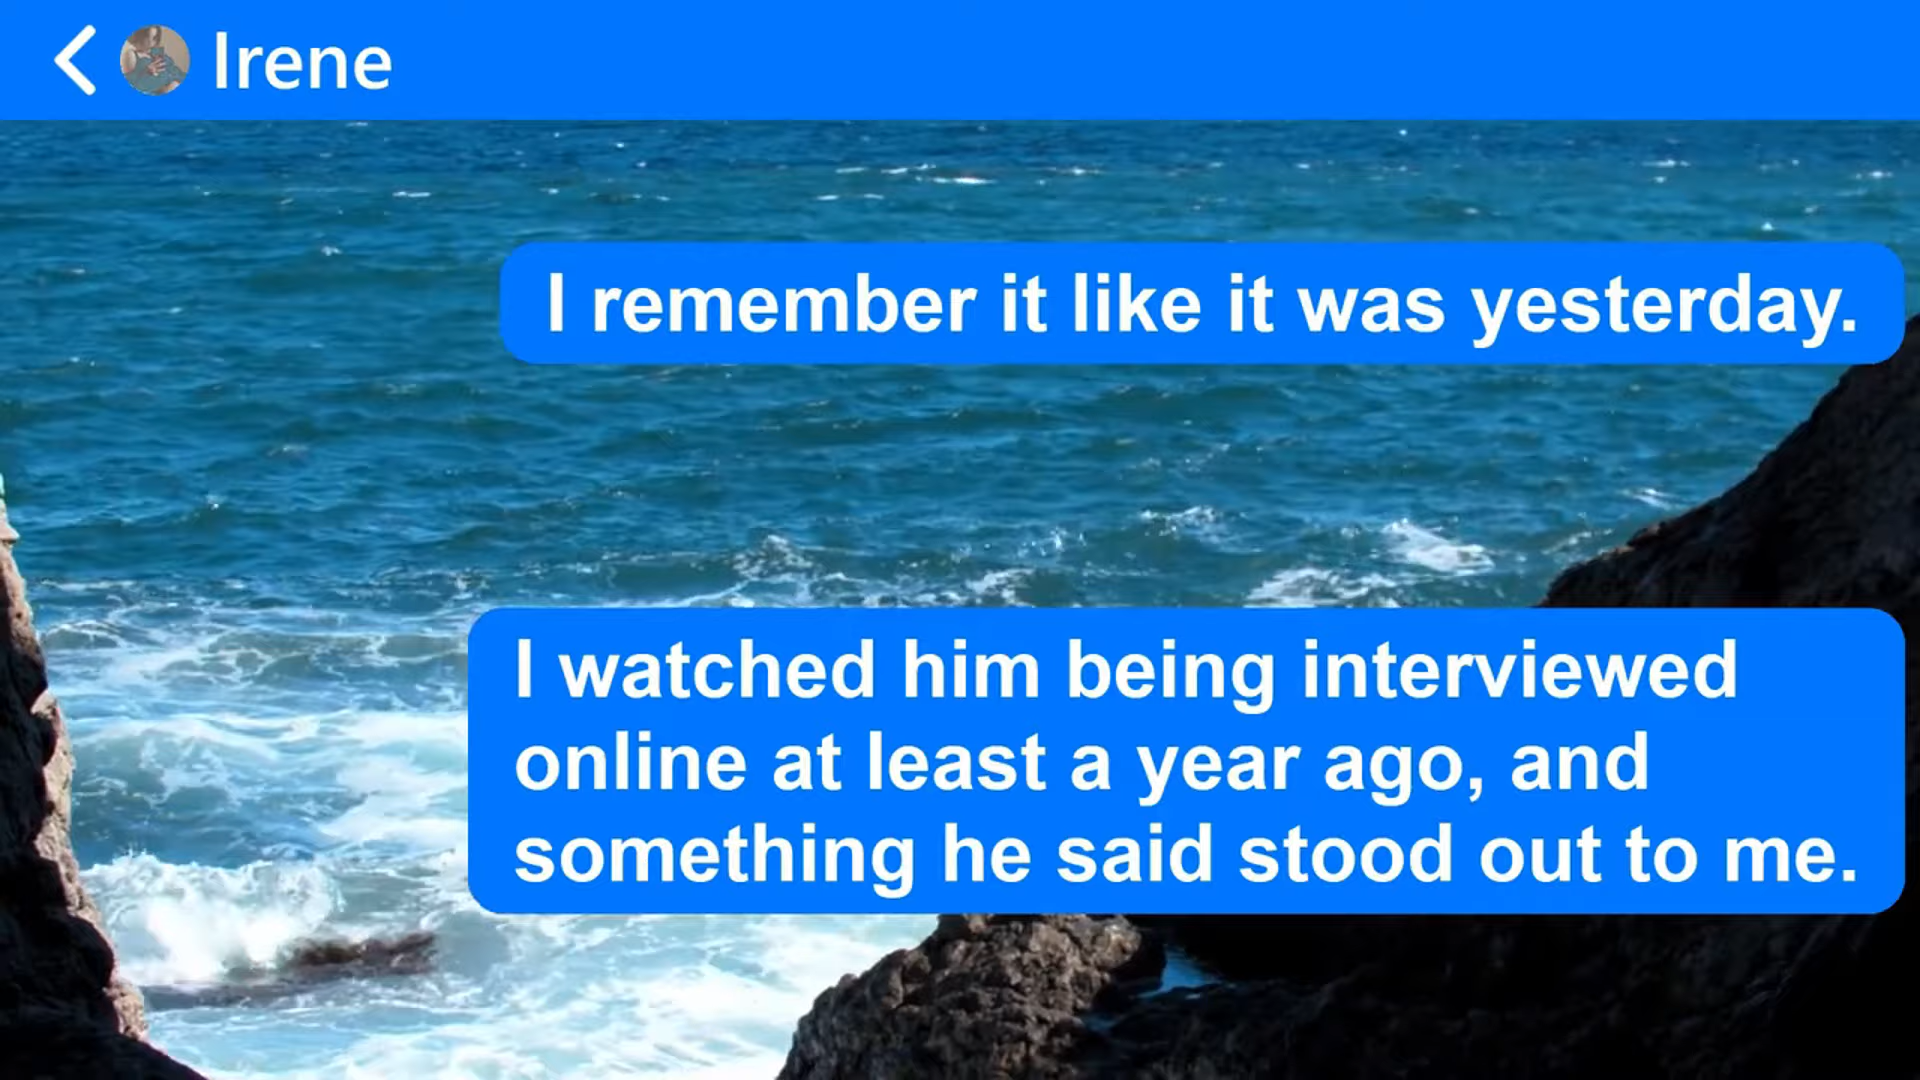 Irene
I remember it like it was yesterday.
I watched him being interviewed
online at least a year ago, and
something he said stood out to me.